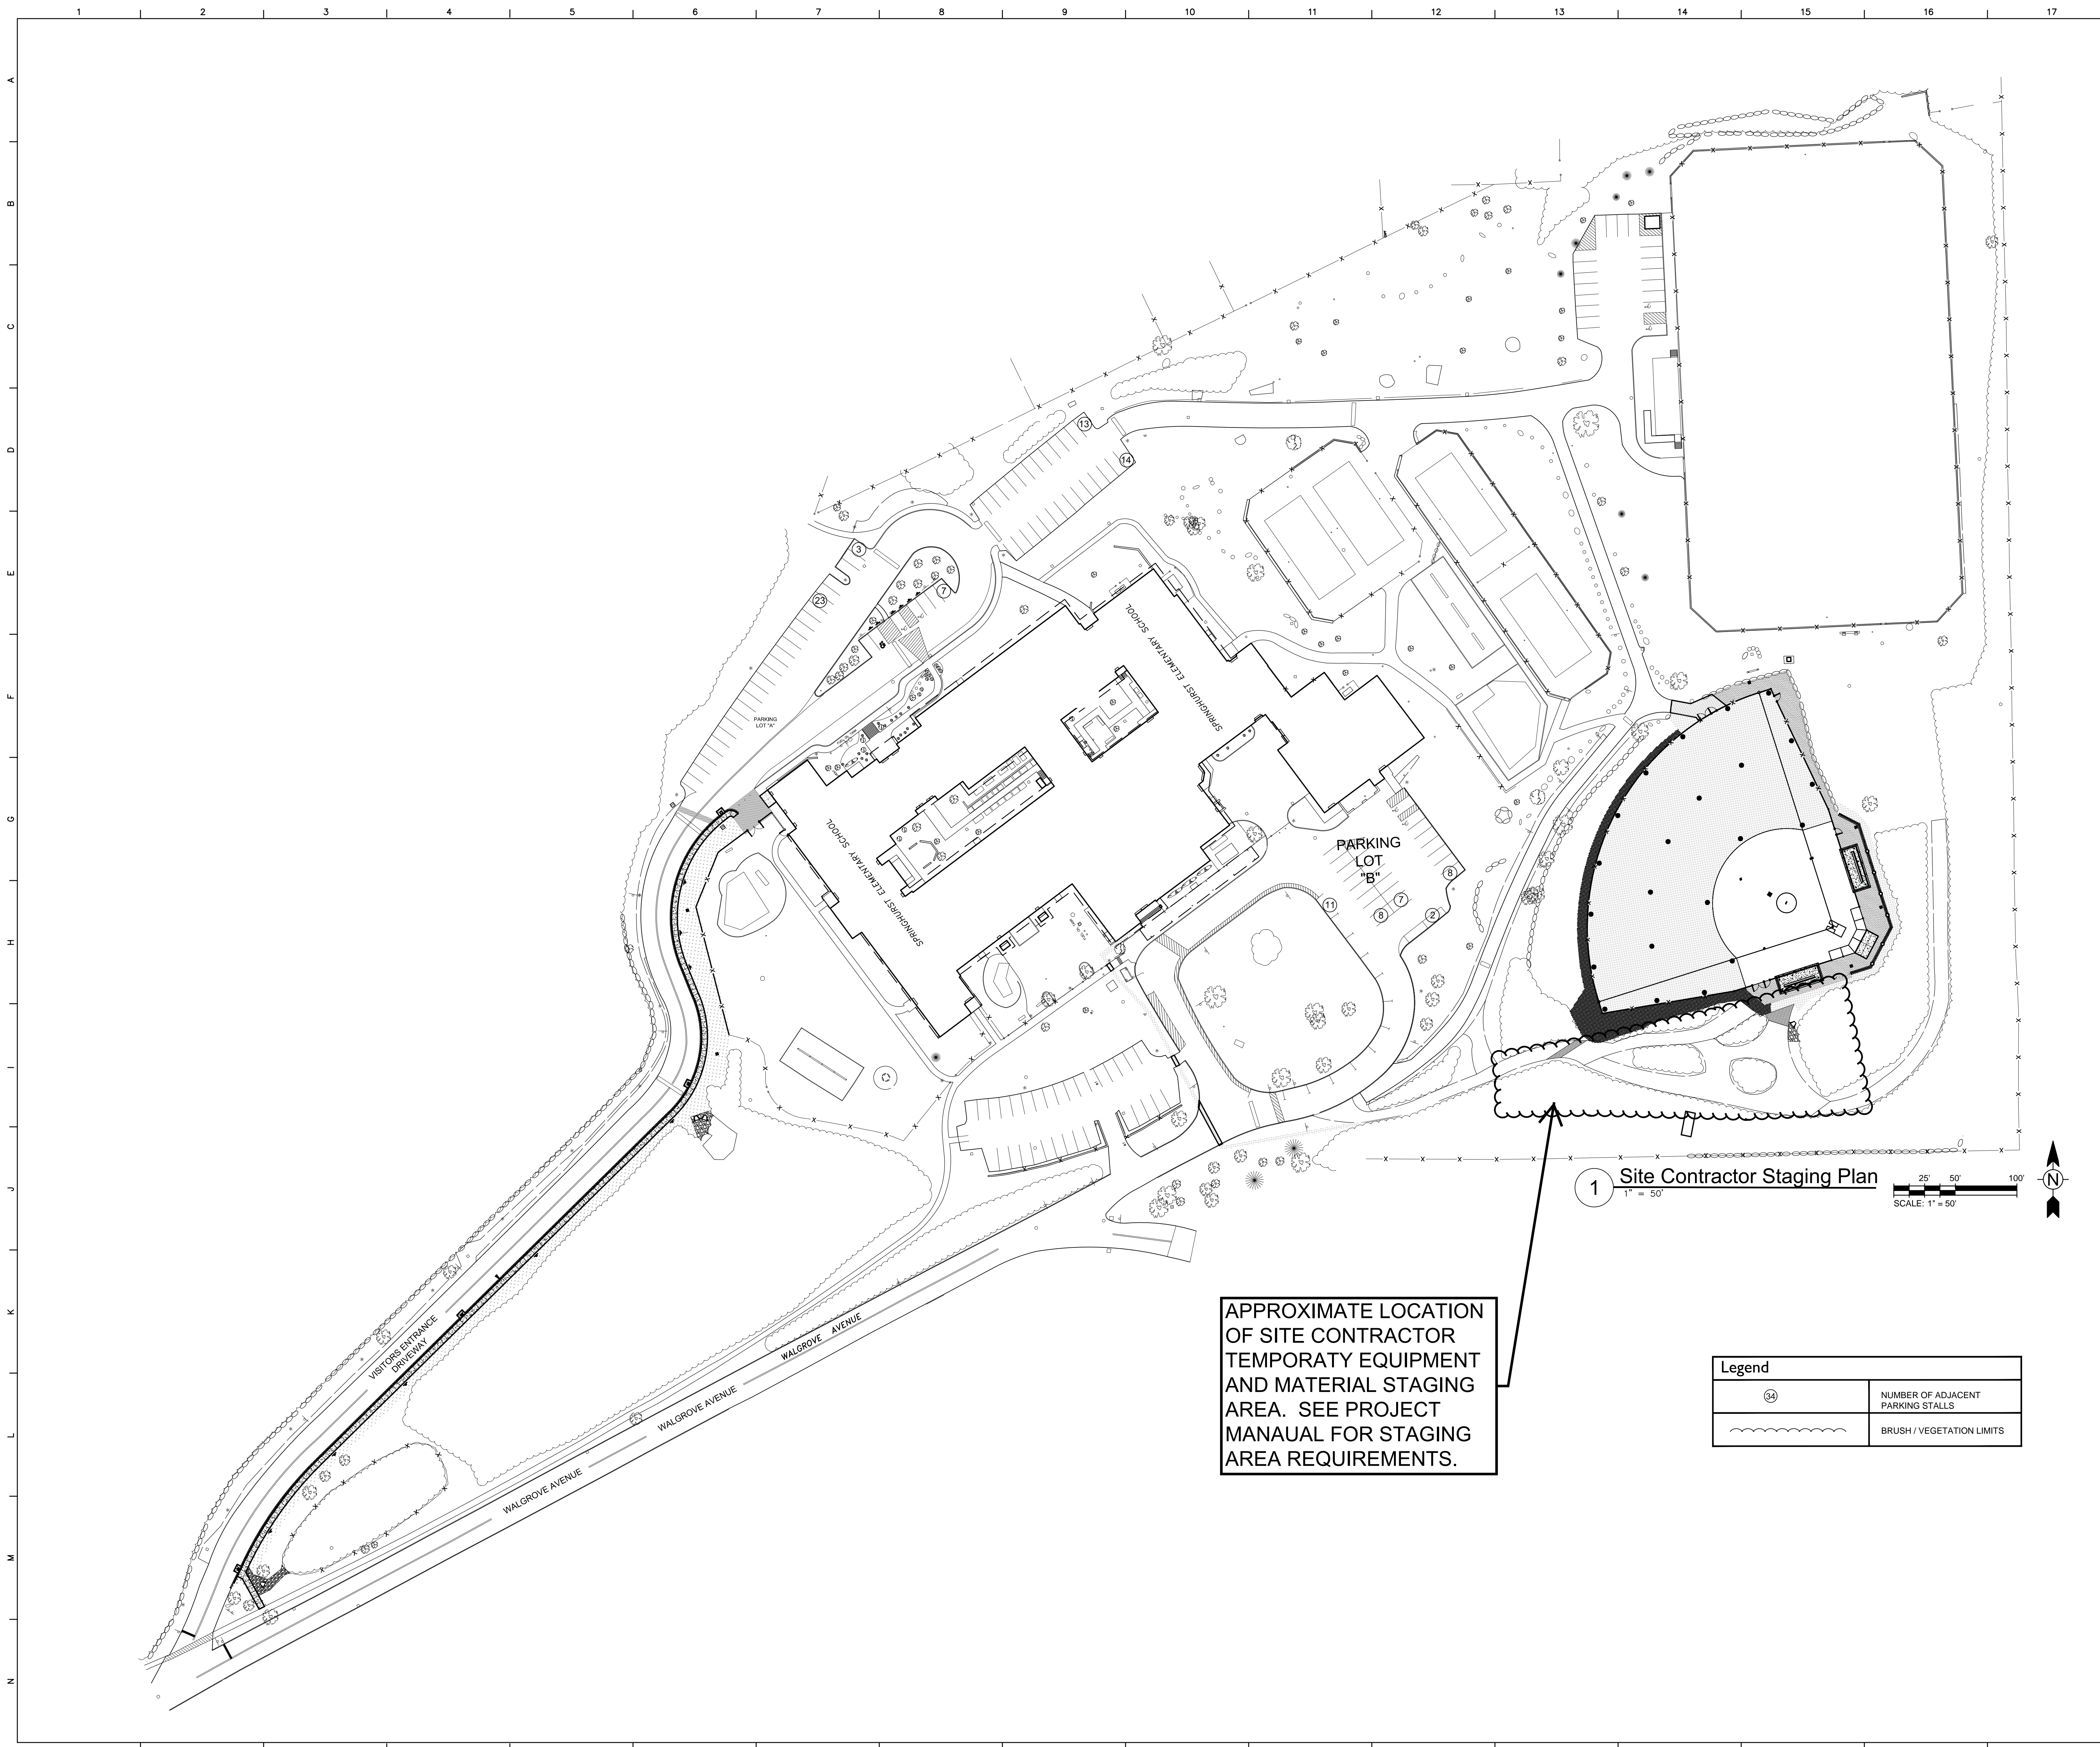 1 2 3 4 5 6 7 8 9 10 11 12 13 14 15 16 17
A
B
C
D
E
F
G
H
I
J
K
L
M
N
13
14
3
23
7
PARKING
LOT "A"
SPRINGHURST ELEMENTARY SCHOOL
SPRINGHURST ELEMENTARY SCHOOL
PARKING
LOT
"B"
8
7
8
2
11
1
Site Contractor Staging Plan
1" = 50'
25' 50' 100'
SCALE: 1" = 50'
N
VISITORS ENTRANCE
DRIVEWAY
WALGROVE AVENUE
WALGROVE AVENUE
WALGROVE AVENUE
APPROXIMATE LOCATION
OF SITE CONTRACTOR
TEMPORATY EQUIPMENT
AND MATERIAL STAGING
AREA. SEE PROJECT
MANAUAL FOR STAGING
AREA REQUIREMENTS.
Legend
34
NUMBER OF ADJACENT
PARKING STALLS
BRUSH / VEGETATION LIMITS